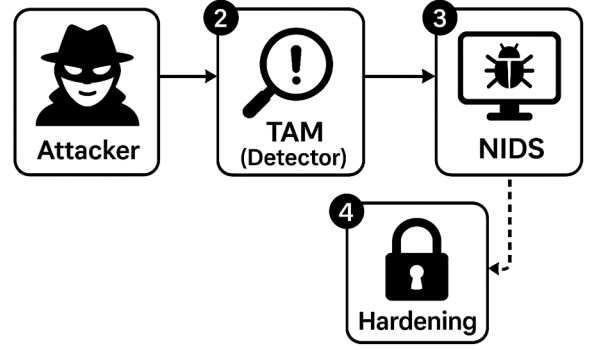 2
3
Attacker
TAM
(Detector)
NIDS
4
Hardening